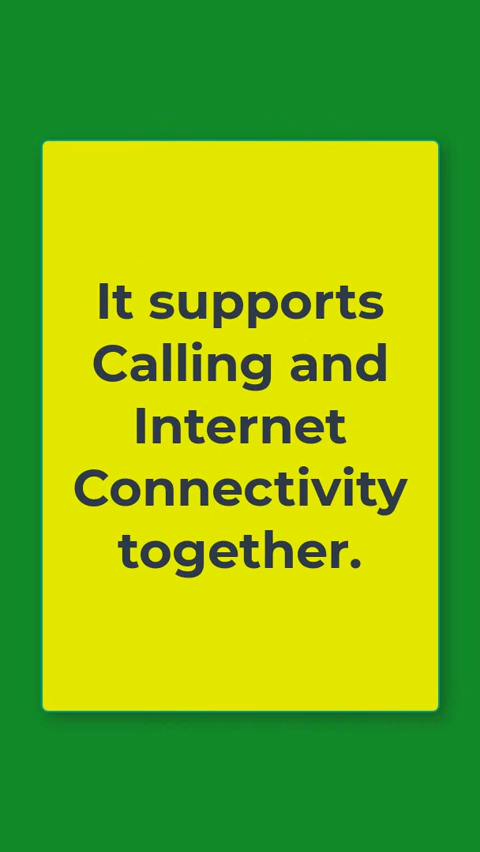 It supports
Calling and
Internet
Connectivity
together.